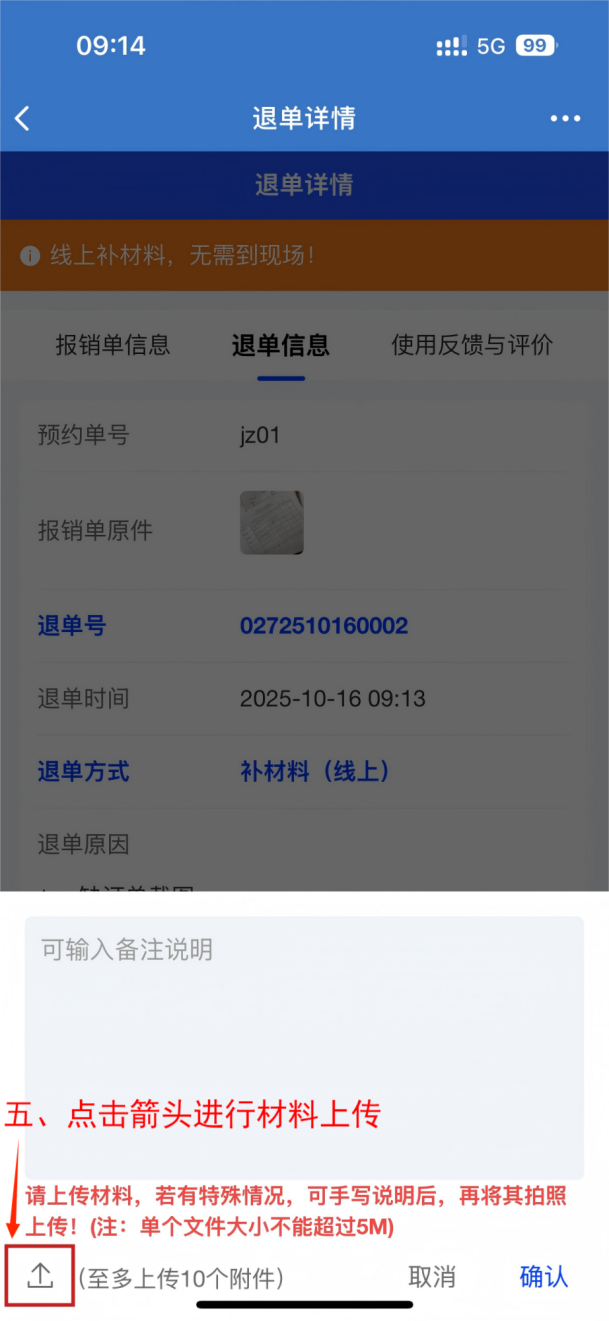 09:14
5G 99
退单详情
退单详情
线上补材料，无需到现场！
报销单信息 退单信息 使用反馈与评价
预约单号 jz01
报销单原件
退单号 0272510160002
退单时间 2025-10-16 09:13
退单方式 补材料（线上）
退单原因
可输入备注说明
五、点击箭头进行材料上传
请上传材料，若有特殊情况，可手写说明后，再将其拍照
上传！(注：单个文件大小不能超过5M)
(至多上传10个附件) 取消 确认